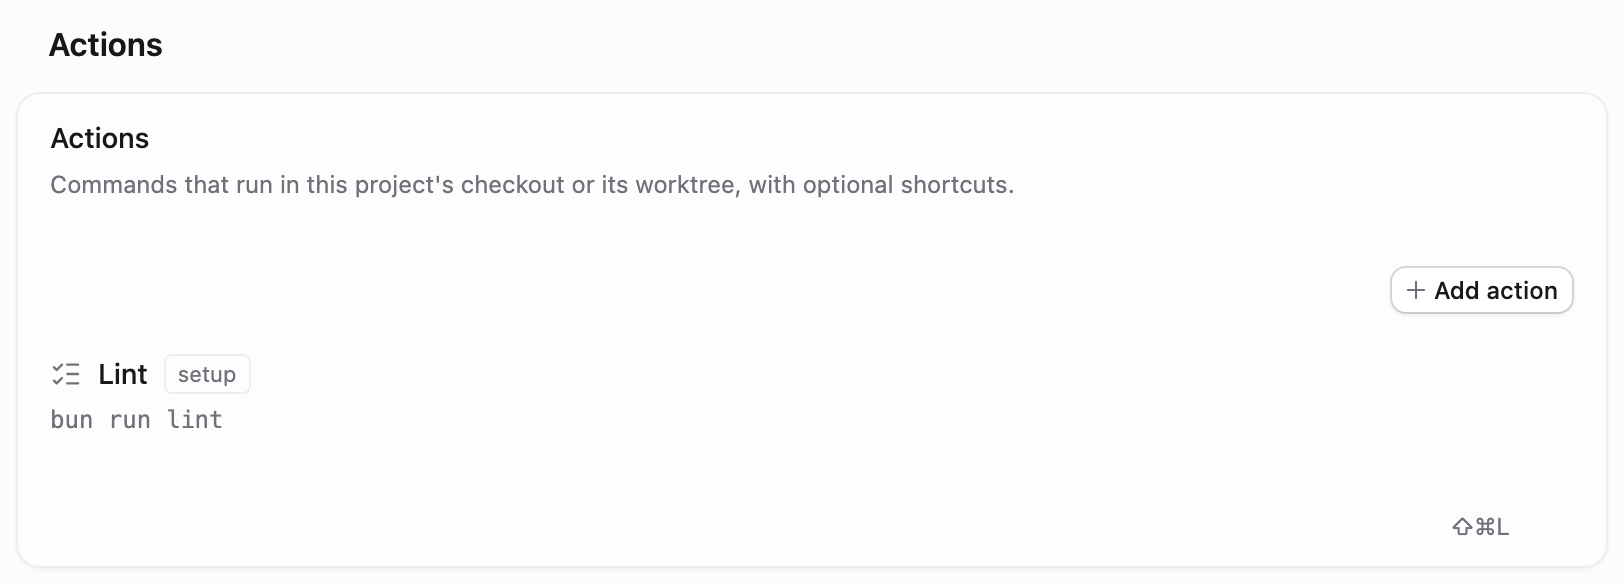 Actions
Actions
Commands that run in this project's checkout or its worktree, with optional shortcuts.
+ Add action
Lint setup
bun run lint
⇧⌘L